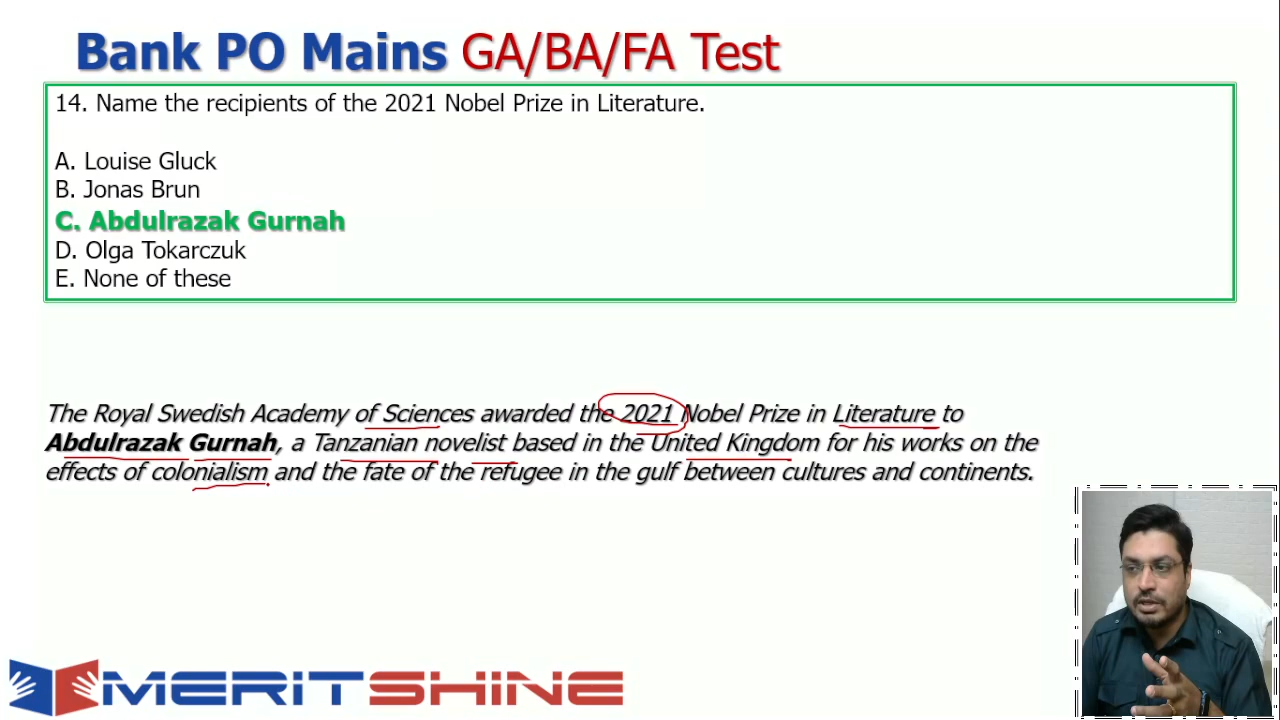 Bank PO Mains GA/BA/FA Test
14. Name the recipients of the 2021 Nobel Prize in Literature.
A. Louise Gluck
B. Jonas Brun
C. Abdulrazak Gurnah
D. Olga Tokarczuk
E. None of these
The Royal Swedish Academy of Sciences awarded the 2021 Nobel Prize in Literature to
Abdulrazak Gurnah, a Tanzanian novelist based in the United Kingdom for his works on the
effects of colonialism and the fate of the refugee in the gulf between cultures and continents.
MERITSHINE